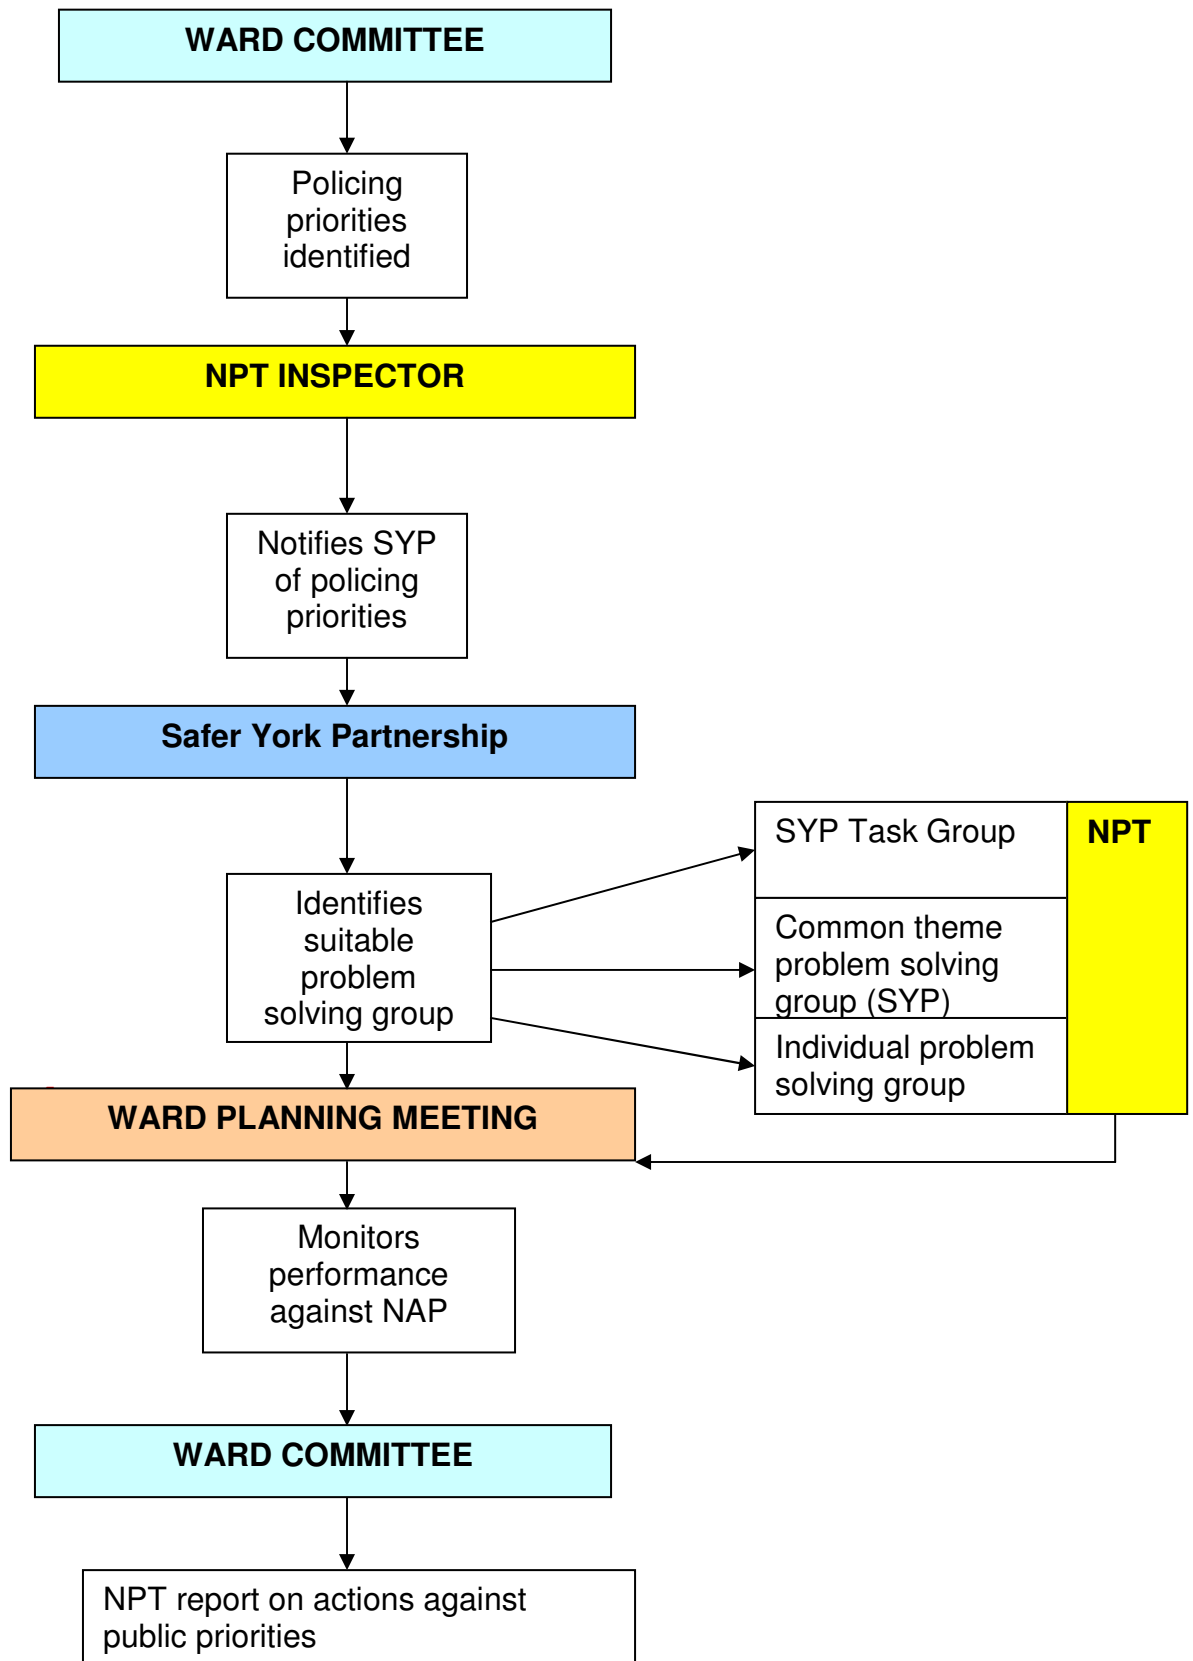 WARD COMMITTEE
Policing
priorities
identified
NPT INSPECTOR
Notifies SYP
of policing
priorities
Safer York Partnership
Identifies
suitable
problem
solving group
SYP Task Group
NPT
Common theme
problem solving
group (SYP)
Individual problem
solving group
WARD PLANNING MEETING
Monitors
performance
against NAP
WARD COMMITTEE
NPT report on actions against
public priorities